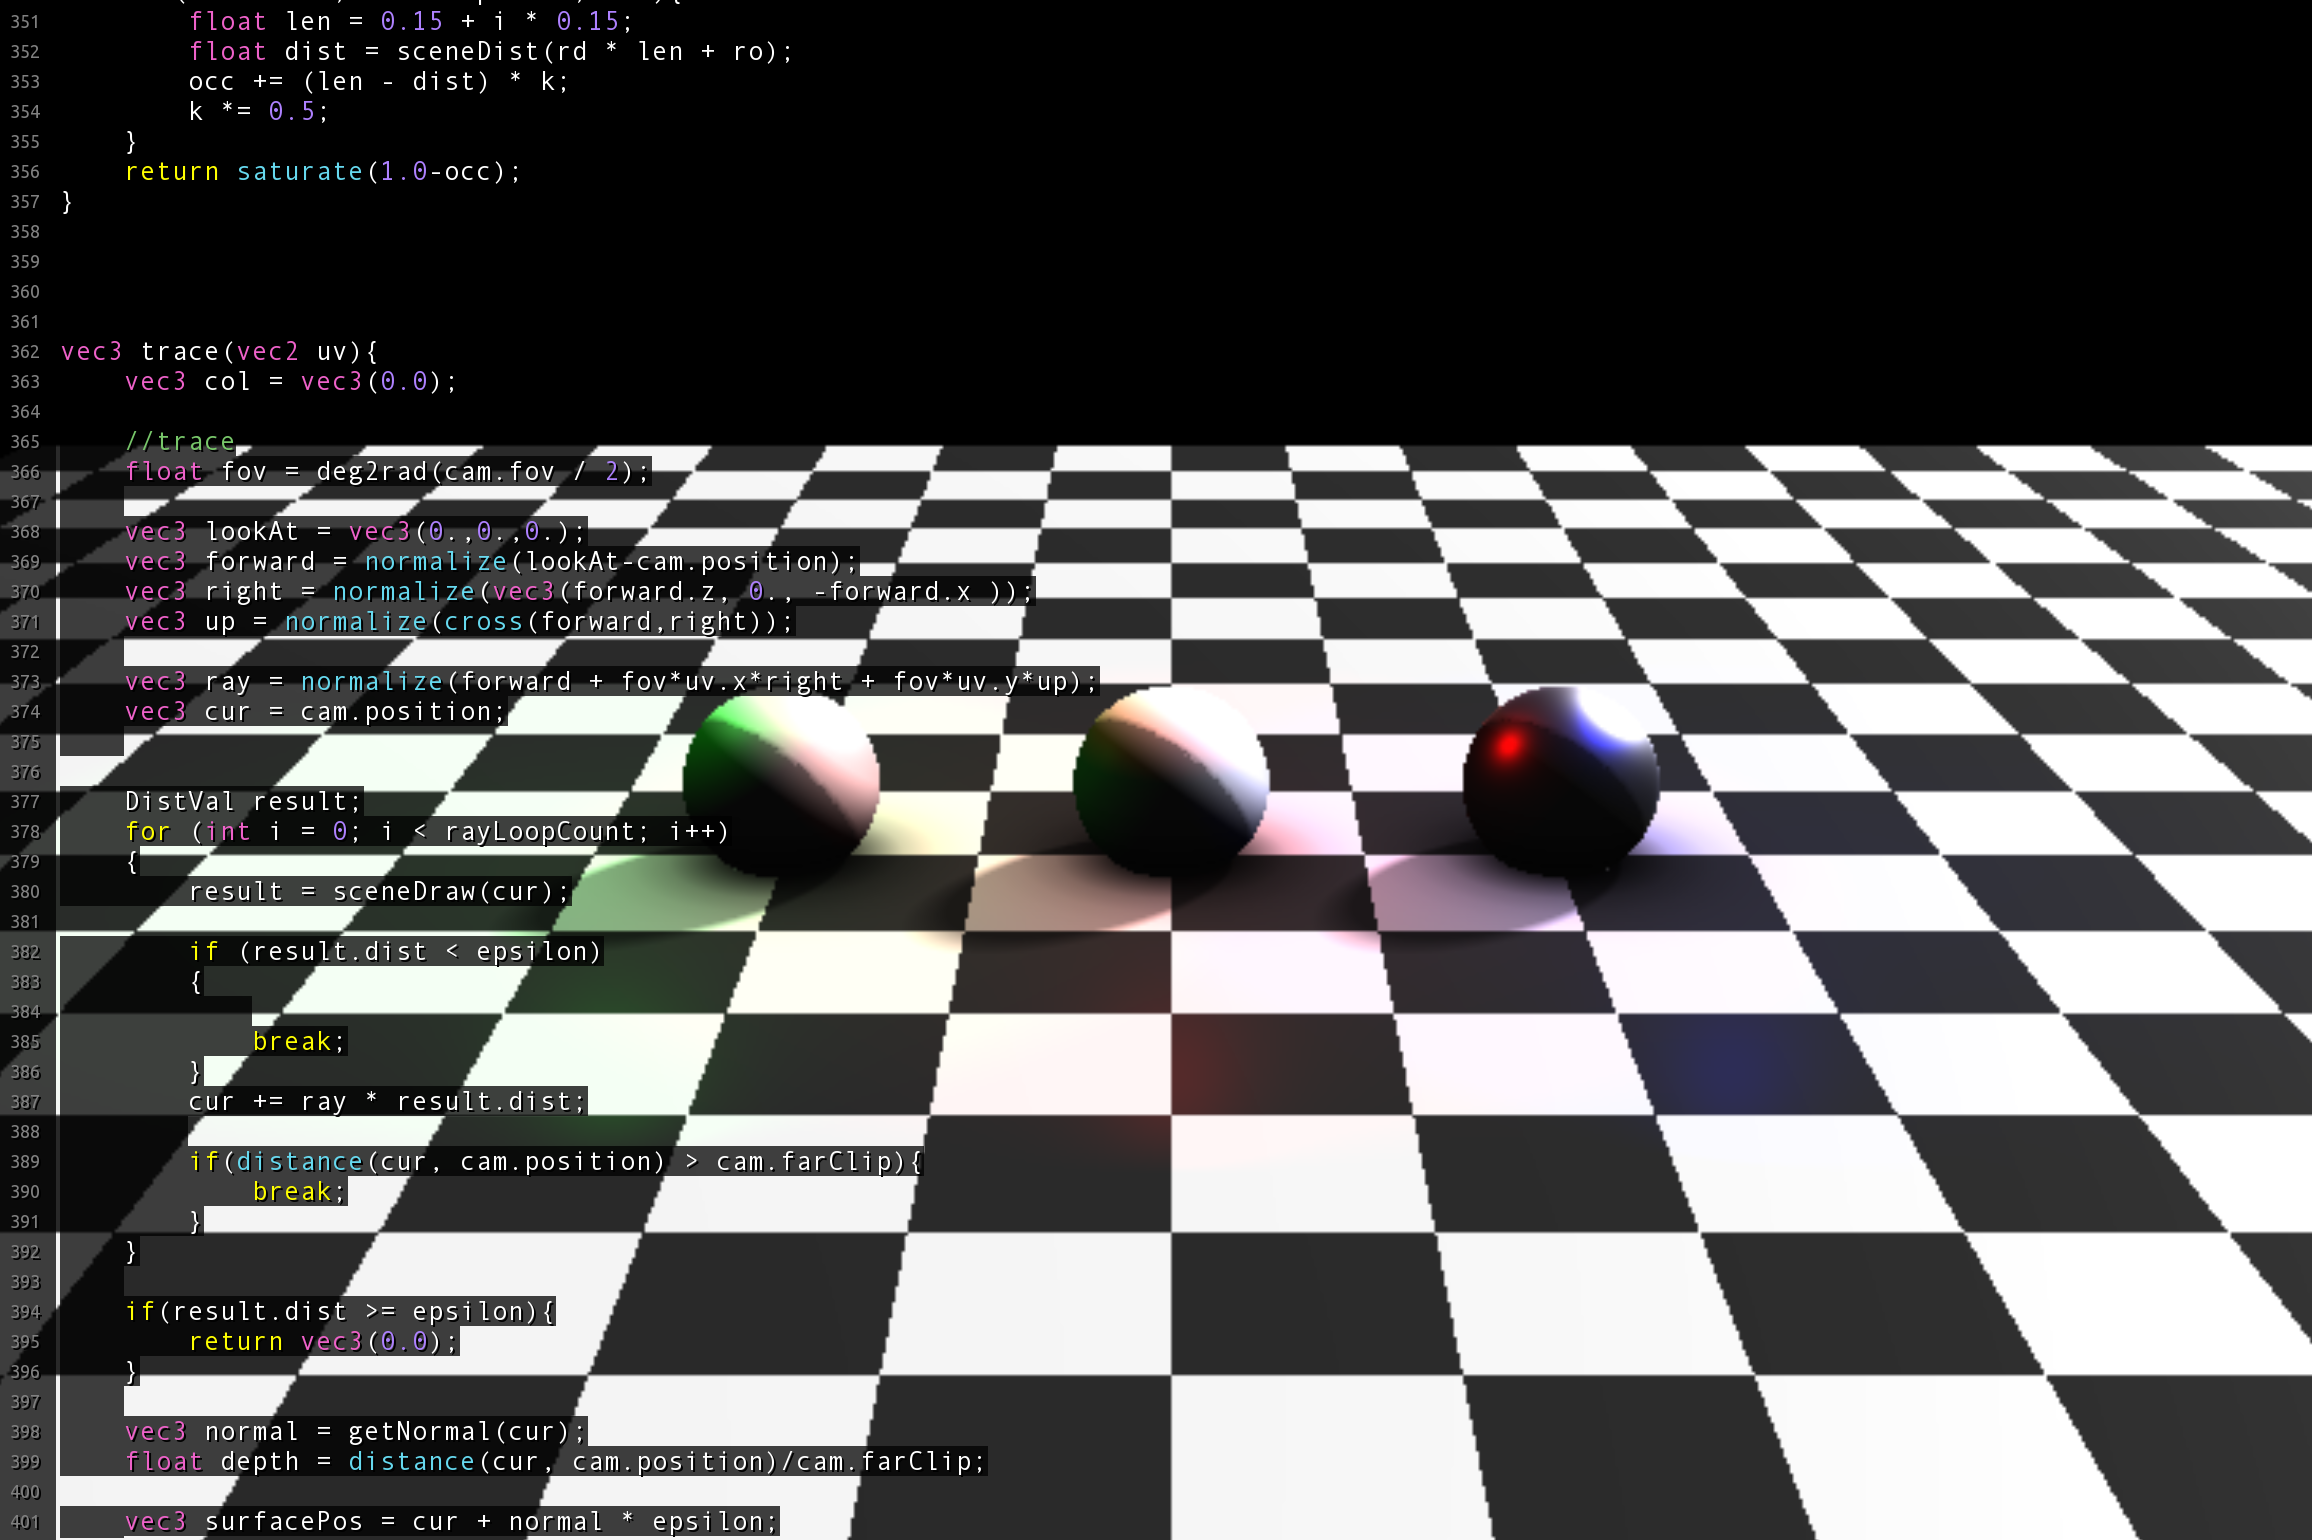 351 float len = 0.15 + i * 0.15;
352 float dist = sceneDist(rd * len + ro);
353 occ += (len - dist) * k;
354 k *= 0.5;
355 }
356 return saturate(1.0-occ);
357 }
358
359
360
361
362 vec3 trace(vec2 uv){
363 vec3 col = vec3(0.0);
364
365 //trace
366 float fov = deg2rad(cam.fov / 2);
367
368 vec3 lookAt = vec3(0.,0.,0.);
369 vec3 forward = normalize(lookAt-cam.position);
370 vec3 right = normalize(vec3(forward.z, 0., -forward.x ));
371 vec3 up = normalize(cross(forward,right));
372
373 vec3 ray = normalize(forward + fov*uv.x*right + fov*uv.y*up);
374 vec3 cur = cam.position;
375
376
377 DistVal result;
378 for (int i = 0; i < rayLoopCount; i++)
379 {
380 result = sceneDraw(cur);
381
382 if (result.dist < epsilon)
383 {
384
385 break;
386 }
387 cur += ray * result.dist;
388
389 if(distance(cur, cam.position) > cam.farClip){
390 break;
391 }
392 }
393
394 if(result.dist >= epsilon){
395 return vec3(0.0);
396 }
397
398 vec3 normal = getNormal(cur);
399 float depth = distance(cur, cam.position)/cam.farClip;
400
401 vec3 surfacePos = cur + normal * epsilon;